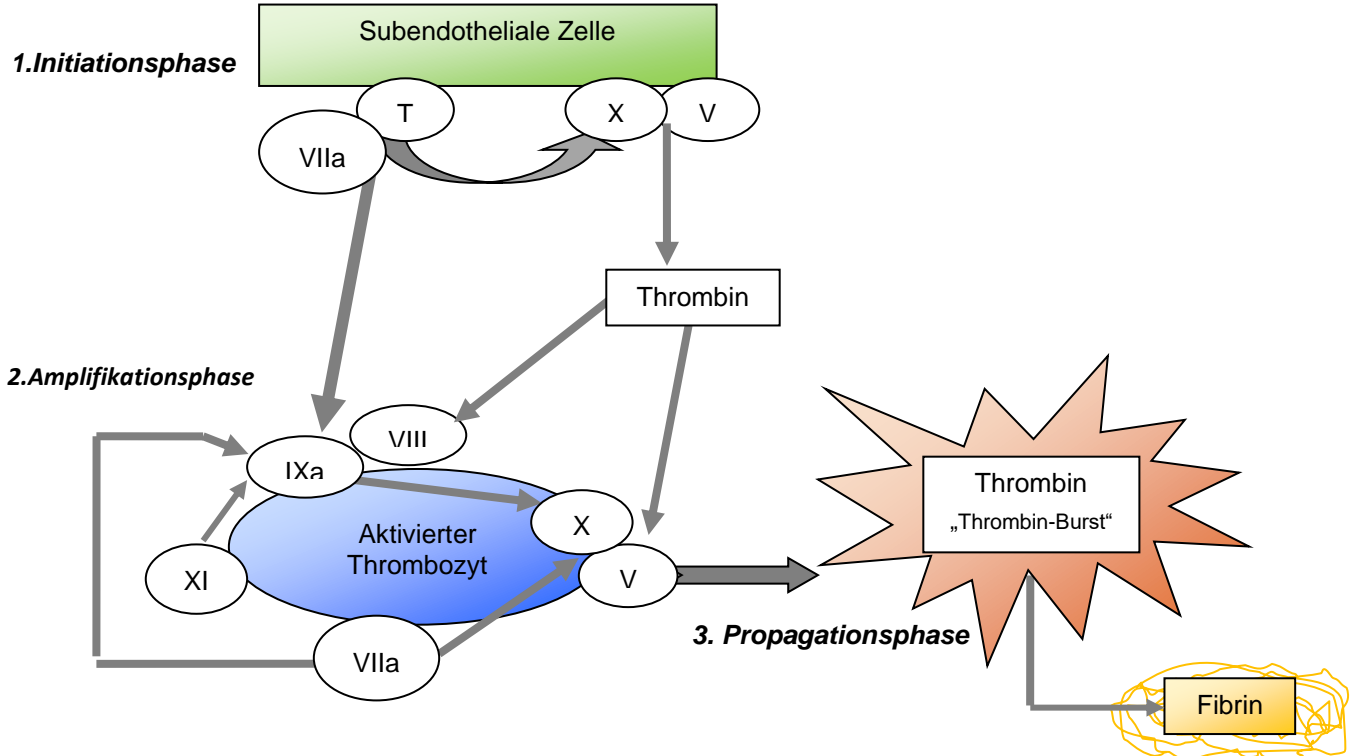 Subendotheliale Zelle
1.Initiationsphase
T
X
V
VIIa
Thrombin
2.Amplifikationsphase
VIII
IXa
Aktivierter
Thrombozyt
X
V
XI
VIIa
Thrombin
„Thrombin-Burst“
3. Propagationsphase
Fibrin